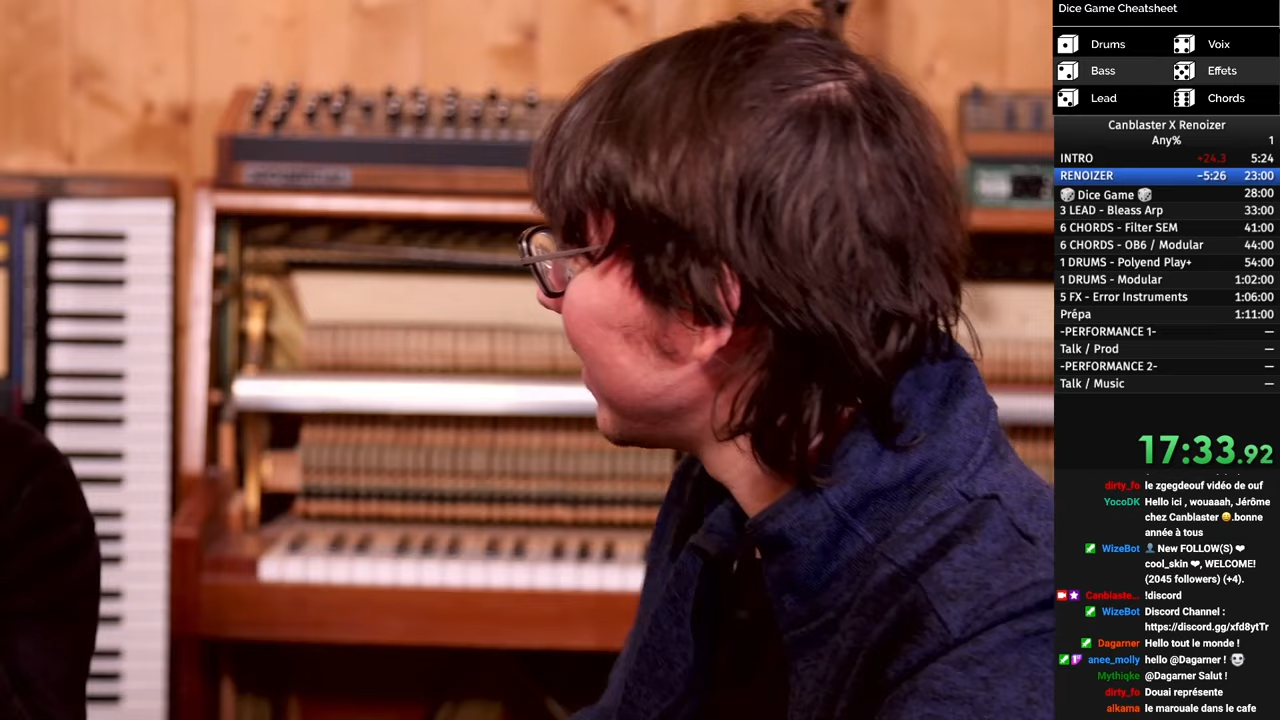 Dice Game Cheatsheet
Drums
Voix
Bass
Effets
Lead
Chords
Canblaster X Renoizer
Any% 1
INTRO +24.3 5:24
RENOIZER −5:26 23:00
🎲 Dice Game 🎲 28:00
3 LEAD - Bleass Arp 33:00
6 CHORDS - Filter SEM 41:00
6 CHORDS - OB6 / Modular 44:00
1 DRUMS - Polyend Play+ 54:00
1 DRUMS - Modular 1:02:00
5 FX - Error Instruments 1:06:00
Prépa 1:11:00
-PERFORMANCE 1- —
Talk / Prod —
-PERFORMANCE 2- —
Talk / Music —
17:33.92
dirty_fo le zgegdeouf vidéo de ouf
YocoDK Hello ici , wouaaah, Jérôme
chez Canblaster 😀.bonne
année à tous
WizeBot 👤 New FOLLOW(S) ❤
cool_skin ❤, WELCOME!
(2045 followers) (+4).
Canblaste... !discord
WizeBot Discord Channel :
https://discord.gg/xfd8ytTr
Dagarner Hello tout le monde !
anee_molly hello @Dagarner !
Mythiqke @Dagarner Salut !
dirty_fo Douai représente
alkama le marouale dans le cafe